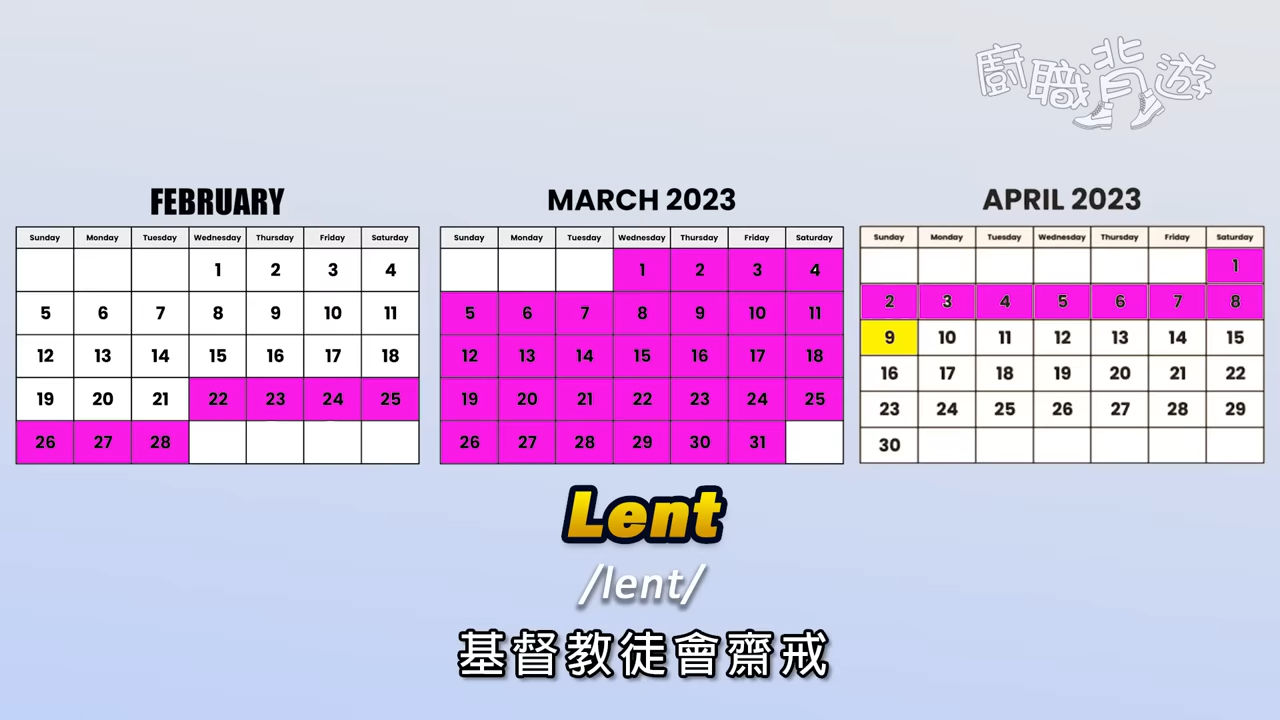 廚職背遊
FEBRUARY
Sunday Monday Tuesday Wednesday Thursday Friday Saturday
1 2 3 4
5 6 7 8 9 10 11
12 13 14 15 16 17 18
19 20 21 22 23 24 25
26 27 28
MARCH 2023
Sunday Monday Tuesday Wednesday Thursday Friday Saturday
1 2 3 4
5 6 7 8 9 10 11
12 13 14 15 16 17 18
19 20 21 22 23 24 25
26 27 28 29 30 31
APRIL 2023
Sunday Monday Tuesday Wednesday Thursday Friday Saturday
1
2 3 4 5 6 7 8
9 10 11 12 13 14 15
16 17 18 19 20 21 22
23 24 25 26 27 28 29
30
Lent
/lent/
基督教徒會齋戒